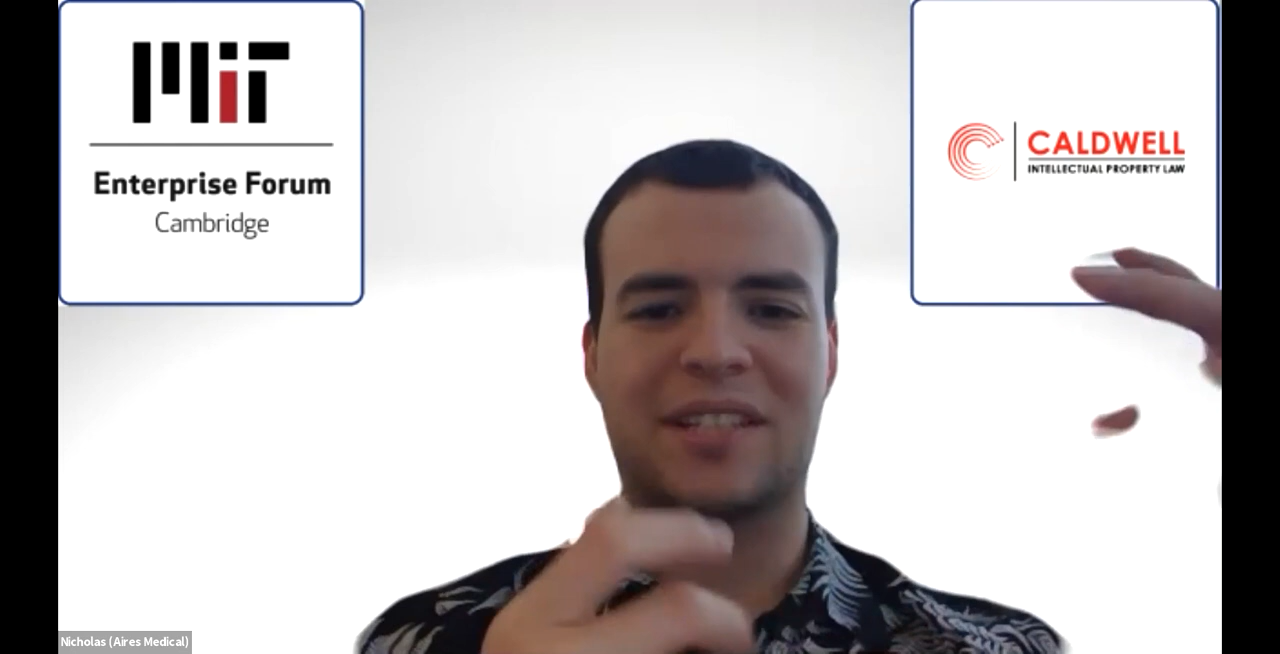 MIT
Enterprise Forum
Cambridge
CALDWELL
INTELLECTUAL PROPERTY LAW
Nicholas (Aires Medical)